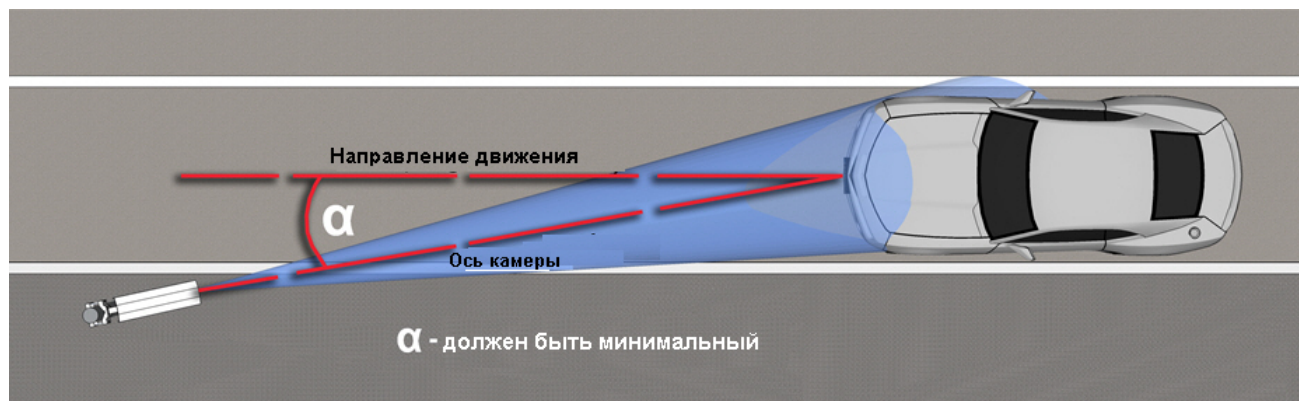 Направление движения
α
Ось камеры
α - должен быть минимальный